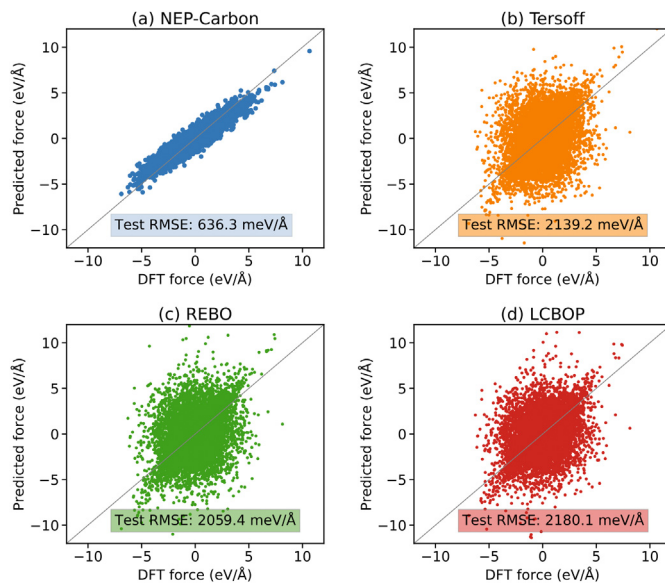 (a) NEP-Carbon
Predicted force (eV/Å)
10
5
0
−5
−10
Test RMSE: 636.3 meV/Å
−10 −5 0 5 10
DFT force (eV/Å)
(b) Tersoff
Predicted force (eV/Å)
10
5
0
−5
−10
Test RMSE: 2139.2 meV/Å
−10 −5 0 5 10
DFT force (eV/Å)
(c) REBO
Predicted force (eV/Å)
10
5
0
−5
−10
Test RMSE: 2059.4 meV/Å
−10 −5 0 5 10
DFT force (eV/Å)
(d) LCBOP
Predicted force (eV/Å)
10
5
0
−5
−10
Test RMSE: 2180.1 meV/Å
−10 −5 0 5 10
DFT force (eV/Å)